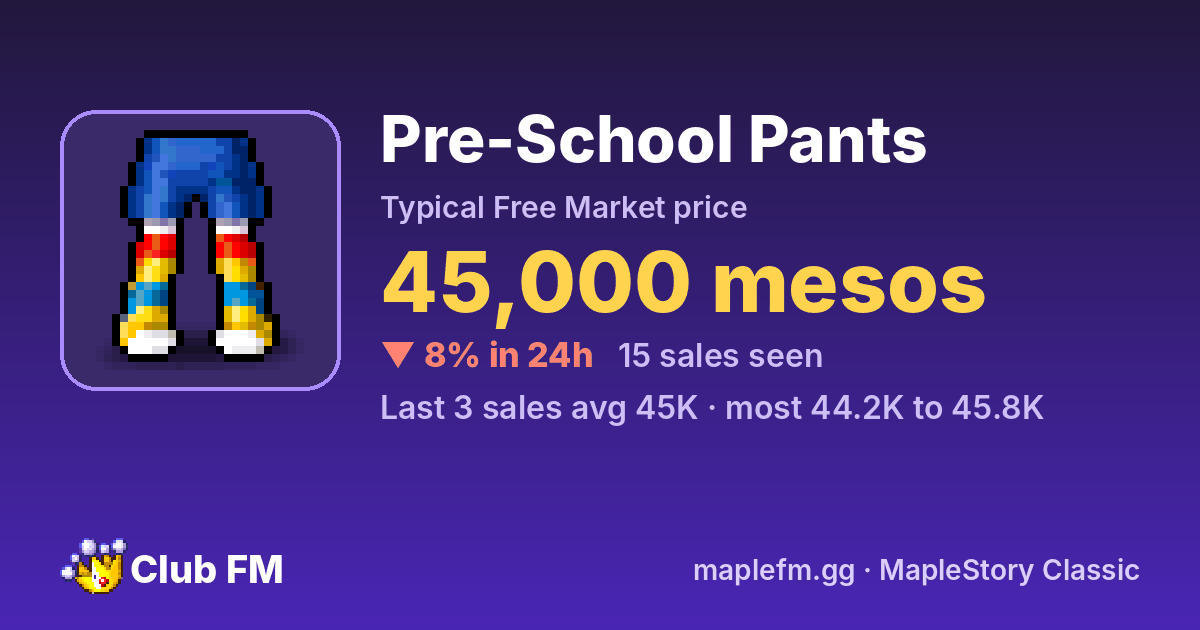 Pre-School Pants
Typical Free Market price
45,000 mesos
▼ 8% in 24h 15 sales seen
Last 3 sales avg 45K · most 44.2K to 45.8K
Club FM
maplefm.gg · MapleStory Classic